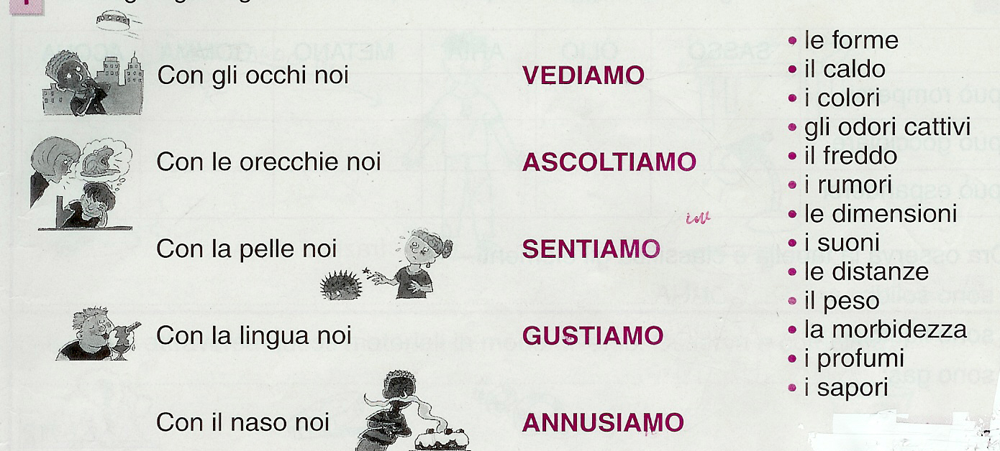 1
Con gli occhi noi VEDIAMO
Con le orecchie noi ASCOLTIAMO
Con la pelle noi SENTIAMO
Con la lingua noi GUSTIAMO
Con il naso noi ANNUSIAMO
• le forme
• il caldo
• i colori
• gli odori cattivi
• il freddo
• i rumori
• le dimensioni
• i suoni
• le distanze
• il peso
• la morbidezza
• i profumi
• i sapori